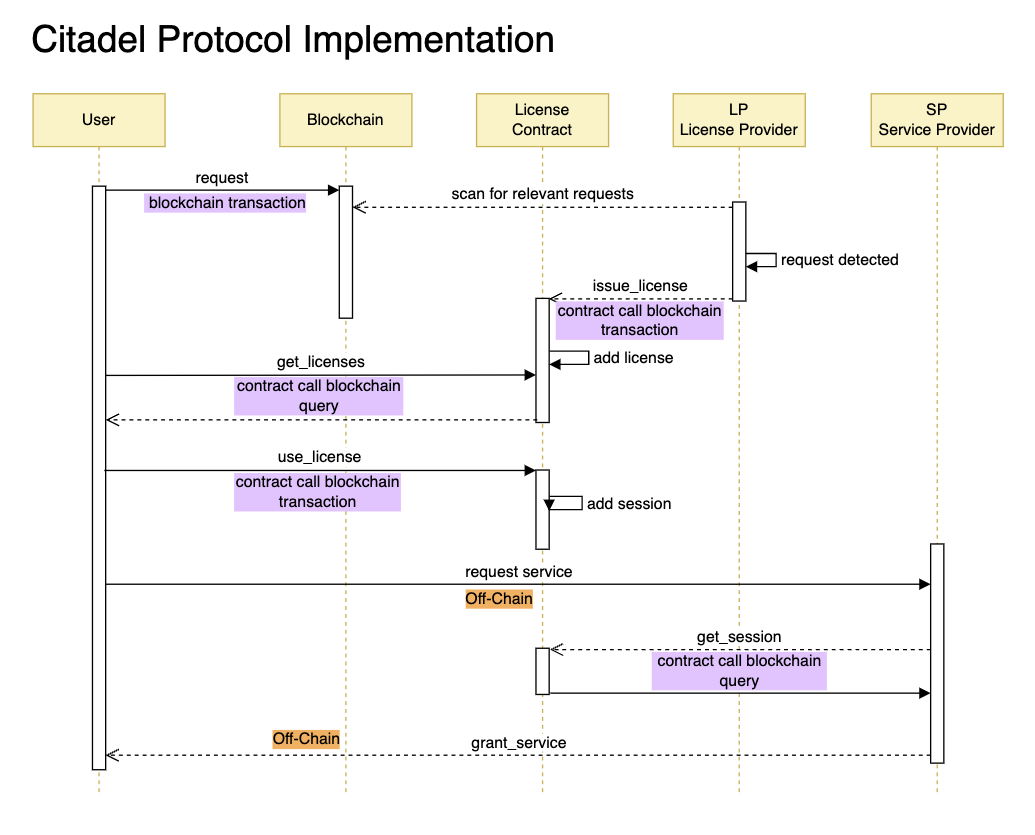 Citadel Protocol Implementation
User
Blockchain
License
Contract
LP
License Provider
SP
Service Provider
request
blockchain transaction
scan for relevant requests
request detected
issue_license
contract call blockchain
transaction
add license
get_licenses
contract call blockchain
query
use_license
contract call blockchain
transaction
add session
request service
Off-Chain
get_session
contract call blockchain
query
Off-Chain
grant_service